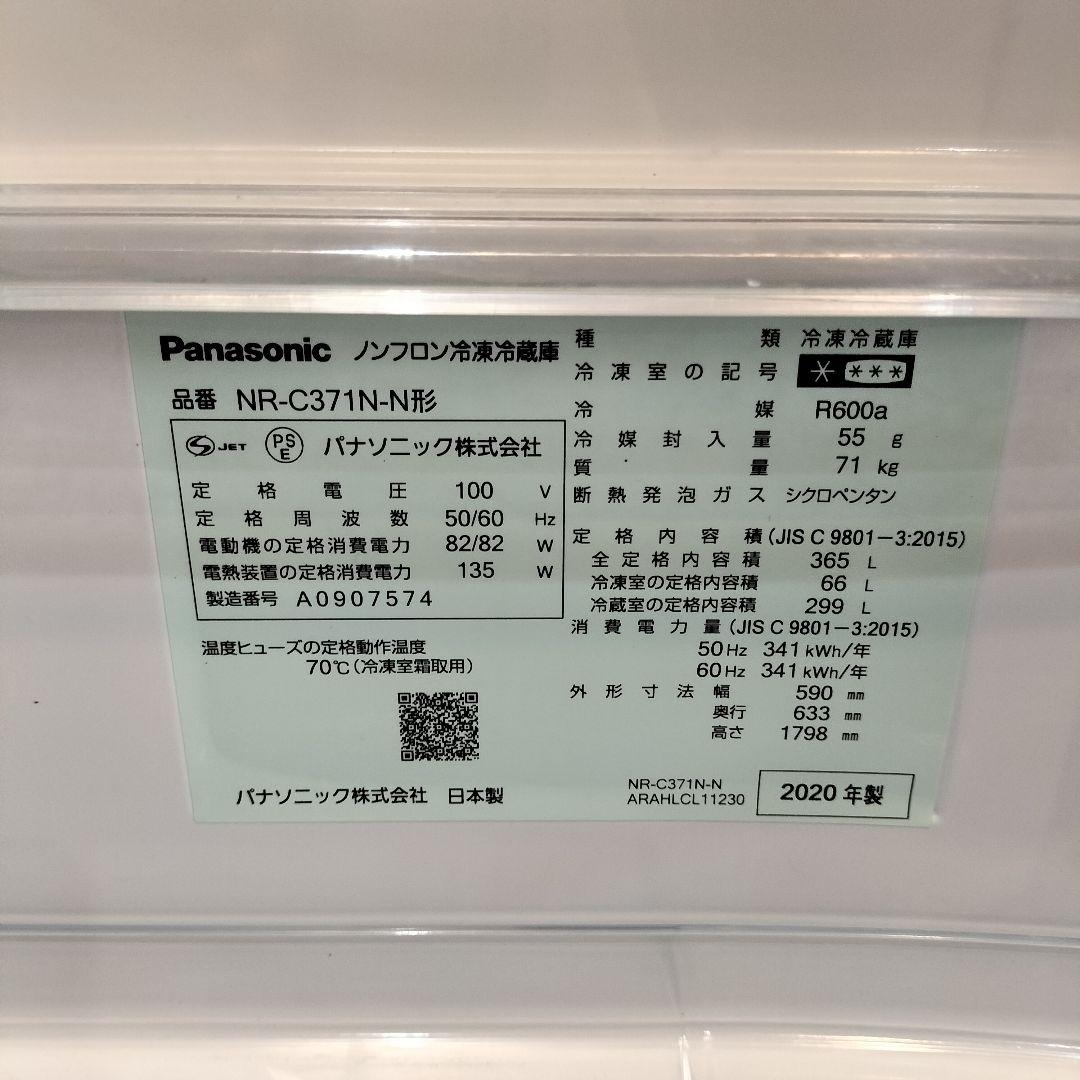 Panasonic ノンフロン冷凍冷蔵庫
品番 NR-C371N-N形
JET PSE パナソニック株式会社
定格電圧 100 V
定格周波数 50/60 Hz
電動機の定格消費電力 82/82 W
電熱装置の定格消費電力 135 W
製造番号 A0907574
温度ヒューズの定格動作温度
70℃(冷凍室霜取用)
パナソニック株式会社 日本製
種類 冷凍冷蔵庫
冷凍室の記号 * ***
冷媒 R600a
冷媒封入量 55 g
質量 71 kg
断熱発泡ガス シクロペンタン
定格内容積(JIS C 9801-3:2015)
全定格内容積 365 L
冷凍室の定格内容積 66 L
冷蔵室の定格内容積 299 L
消費電力量(JIS C 9801-3:2015)
50Hz 341 kWh/年
60Hz 341 kWh/年
外形寸法 幅 590 mm
奥行 633 mm
高さ 1798 mm
NR-C371N-N
ARAHLCL11230
2020年製